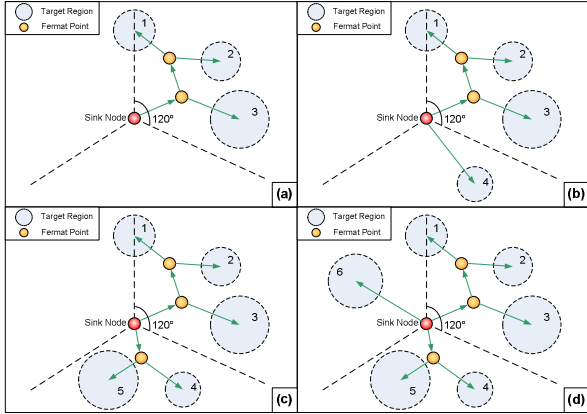 Target Region
Fermat Point
1
2
3
Sink Node
120°
(a)
Target Region
Fermat Point
1
2
3
Sink Node
120°
4
(b)
Target Region
Fermat Point
1
2
3
Sink Node
120°
5
4
(c)
Target Region
Fermat Point
1
2
6
3
Sink Node
120°
5
4
(d)